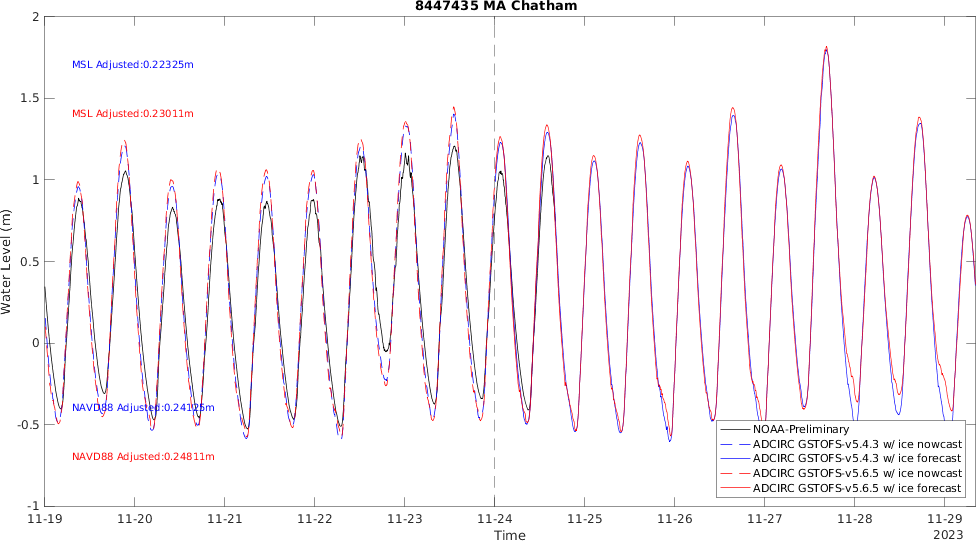 8447435 MA Chatham
2
1.5
1
0.5
0
-0.5
-1
Water Level (m)
MSL Adjusted:0.22325m
MSL Adjusted:0.23011m
NAVD88 Adjusted:0.24125m
NAVD88 Adjusted:0.24811m
NOAA-Preliminary
ADCIRC GSTOFS-v5.4.3 w/ ice nowcast
ADCIRC GSTOFS-v5.4.3 w/ ice forecast
ADCIRC GSTOFS-v5.6.5 w/ ice nowcast
ADCIRC GSTOFS-v5.6.5 w/ ice forecast
11-19 11-20 11-21 11-22 11-23 11-24 11-25 11-26 11-27 11-28 11-29
2023
Time